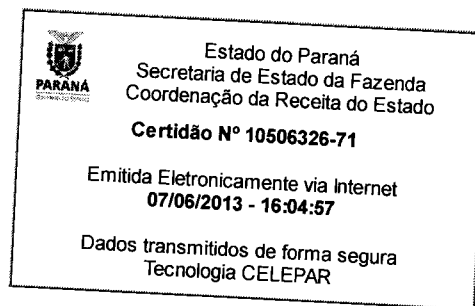 Estado do Paraná
Secretaria de Estado da Fazenda
Coordenação da Receita do Estado
PARANÁ
Certidão Nº 10506326-71
Emitida Eletronicamente via Internet
07/06/2013 - 16:04:57
Dados transmitidos de forma segura
Tecnologia CELEPAR